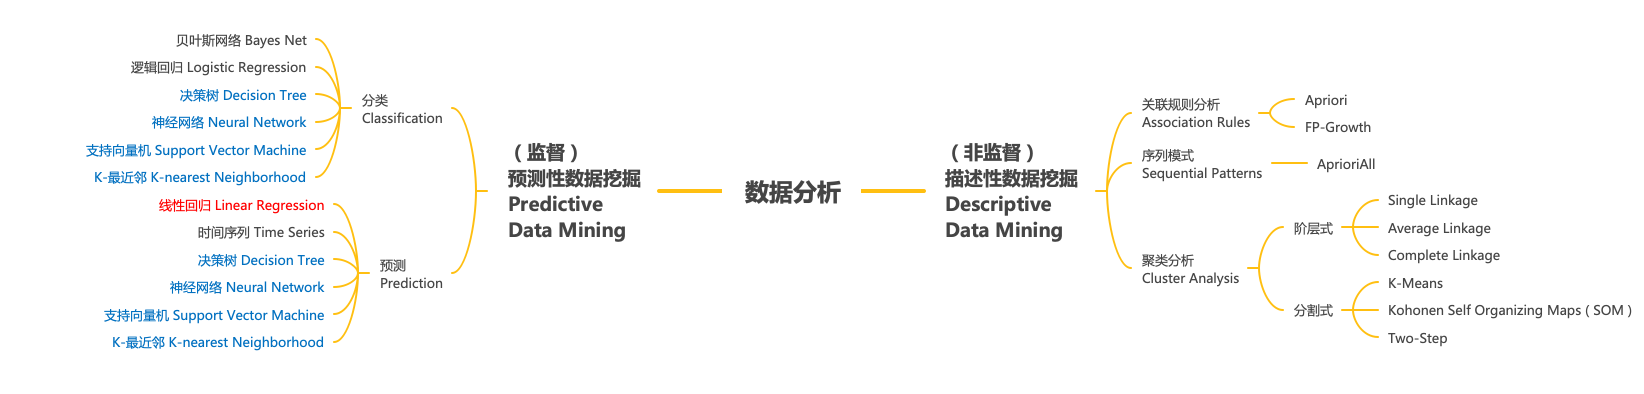 贝叶斯网络 Bayes Net
逻辑回归 Logistic Regression
决策树 Decision Tree
神经网络 Neural Network
支持向量机 Support Vector Machine
K-最近邻 K-nearest Neighborhood
分类
Classification
线性回归 Linear Regression
时间序列 Time Series
决策树 Decision Tree
神经网络 Neural Network
支持向量机 Support Vector Machine
K-最近邻 K-nearest Neighborhood
预测
Prediction
（监督）
预测性数据挖掘
Predictive
Data Mining
数据分析
（非监督）
描述性数据挖掘
Descriptive
Data Mining
关联规则分析
Association Rules
Apriori
FP-Growth
序列模式
Sequential Patterns
AprioriAll
聚类分析
Cluster Analysis
阶层式
Single Linkage
Average Linkage
Complete Linkage
分割式
K-Means
Kohonen Self Organizing Maps（SOM）
Two-Step